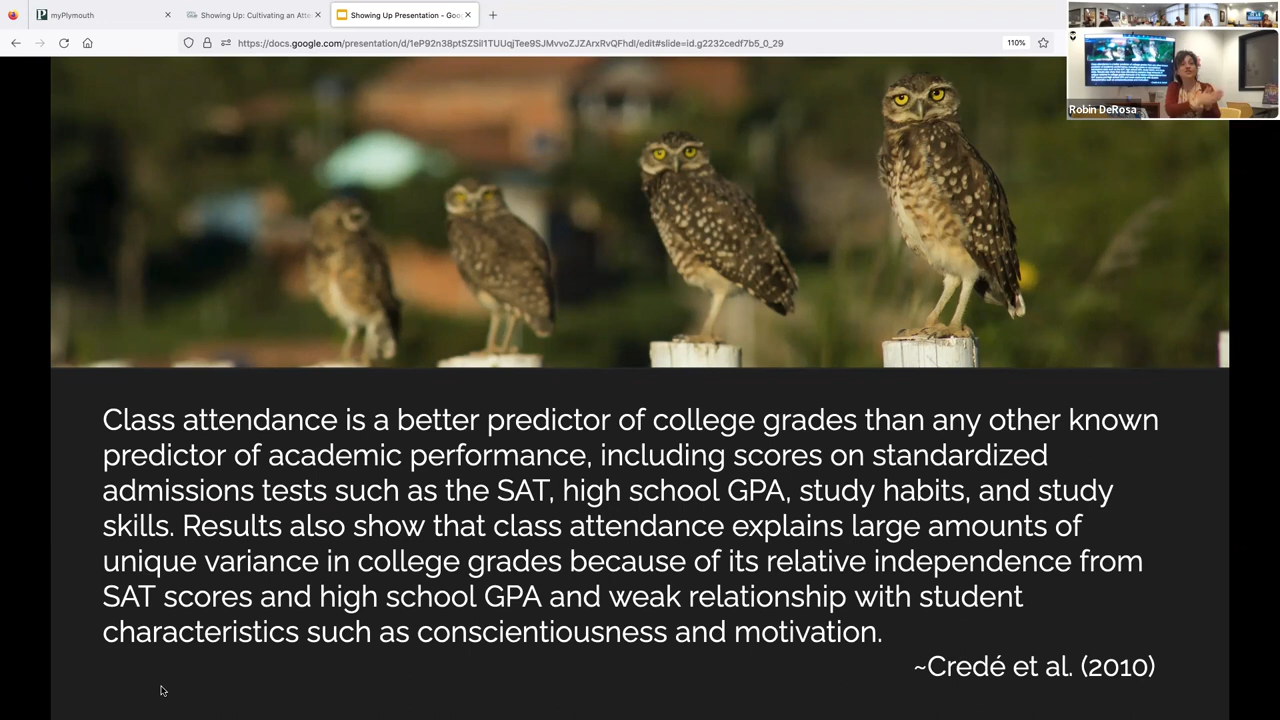 myPlymouth
Showing Up: Cultivating an Atte
Showing Up Presentation - Goo
https://docs.google.com/presentation/d/1eP92n38ptSZSil1TUUqjTee9SJMvvoZJZArxRvQFhdI/edit#slide=id.g2232cedf7b5_0_29
110%
Robin DeRosa
Class attendance is a better predictor of college grades than any other known
predictor of academic performance, including scores on standardized
admissions tests such as the SAT, high school GPA, study habits, and study
skills. Results also show that class attendance explains large amounts of
unique variance in college grades because of its relative independence from
SAT scores and high school GPA and weak relationship with student
characteristics such as conscientiousness and motivation.
~Credé et al. (2010)